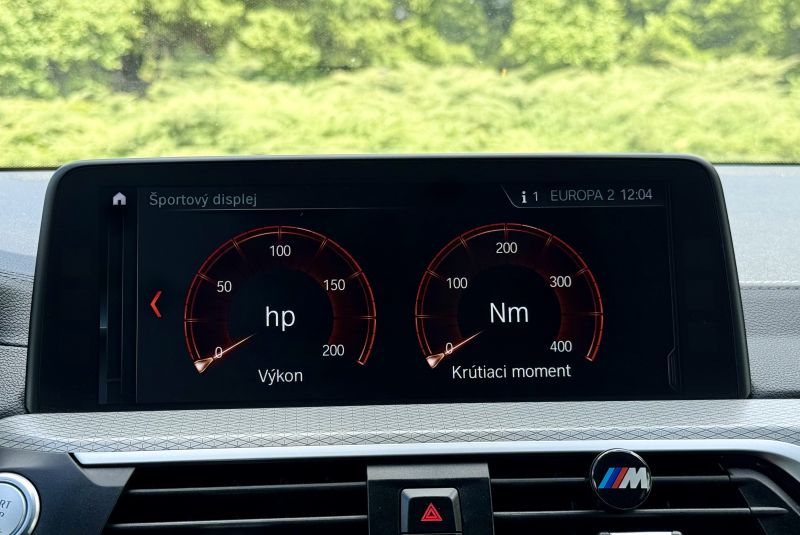 Športový displej
i 1 EUROPA 2 12:04
0
50
100
150
200
hp
Výkon
0
100
200
300
400
Nm
Krútiaci moment
M